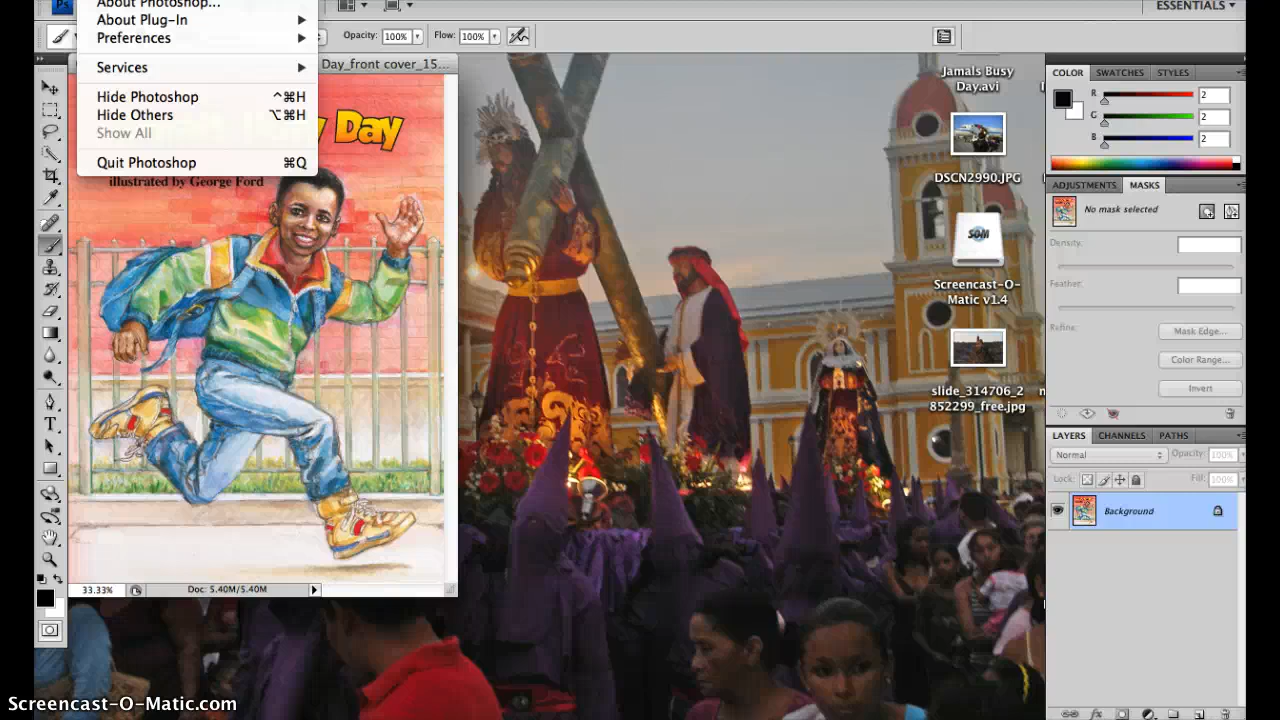 About Photoshop...
About Plug-In
Preferences
Services
Hide Photoshop ^⌘H
Hide Others ⌥⌘H
Show All
Quit Photoshop ⌘Q
Ps
ESSENTIALS
Opacity: 100%
Flow: 100%
Day_front cover_15...
Day
illustrated by George Ford
33.33%
Doc: 5.40M/5.40M
Jamals Busy
Day.avi
DSCN2990.JPG
SOM
Screencast-O-
Matic v1.4
slide_314706_2
852299_free.jpg
COLOR SWATCHES STYLES
R 2
G 2
B 2
ADJUSTMENTS MASKS
No mask selected
Density:
Feather:
Refine:
Mask Edge...
Color Range...
Invert
LAYERS CHANNELS PATHS
Normal
Opacity: 100%
Lock:
Fill: 100%
Background
Screencast-O-Matic.com